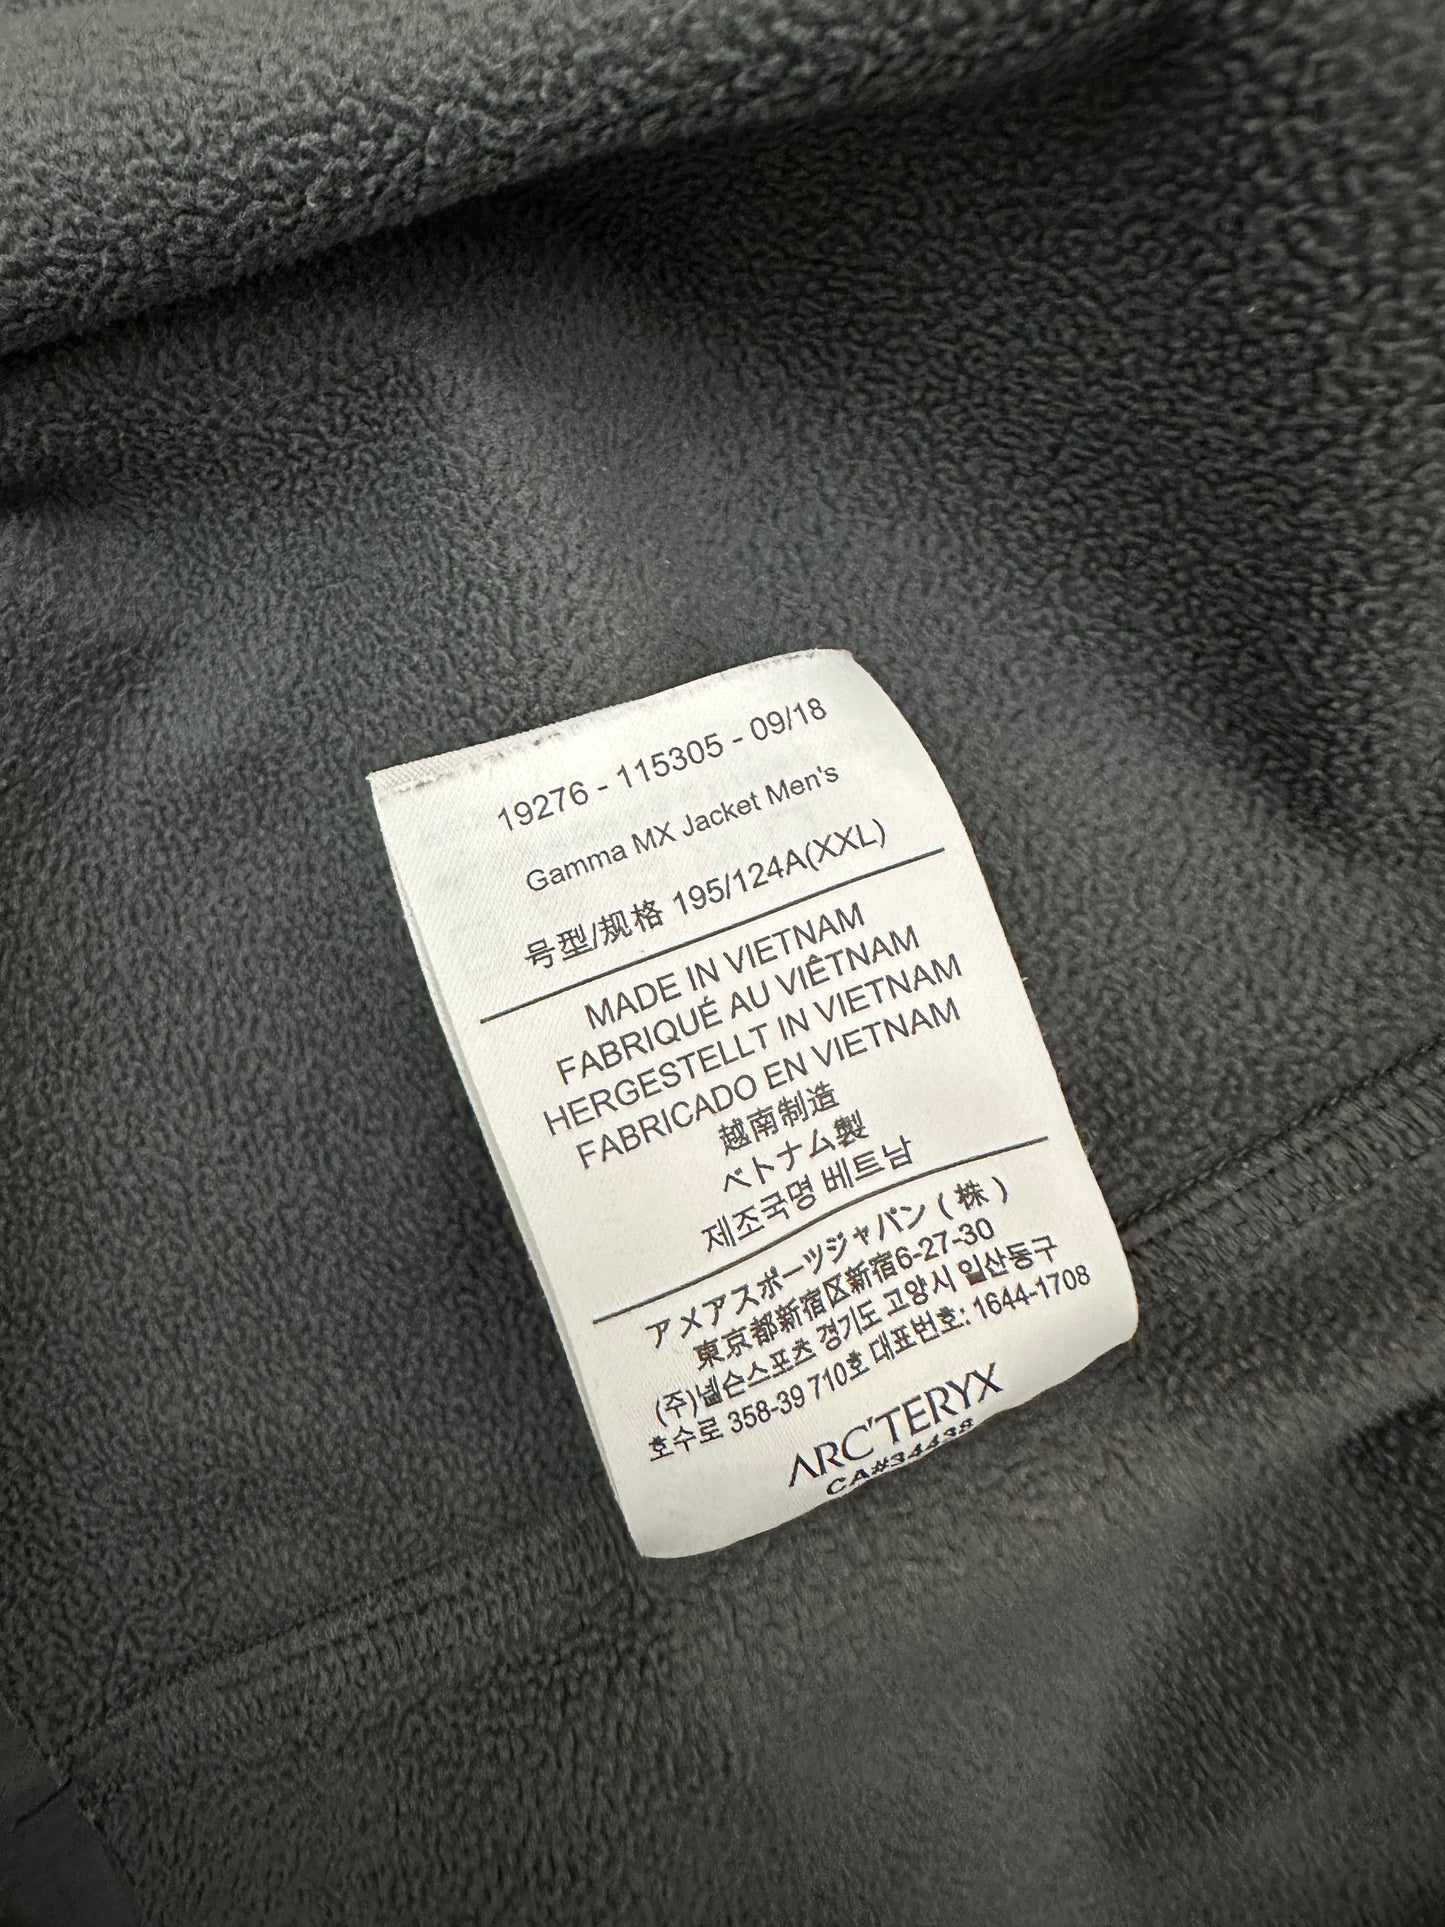 19276 - 115305 - 09/18
Gamma MX Jacket Men's
号型/规格 195/124A(XXL)
MADE IN VIETNAM
FABRIQUÉ AU VIÊTNAM
HERGESTELLT IN VIETNAM
FABRICADO EN VIETNAM
越南制造
ベトナム製
제조국명 베트남
アメアスポーツジャパン ( 株 )
東京都新宿区新宿6-27-30
(주)넬슨스포츠 경기도 고양시 일산동구
호수로 358-39 710호 대표번호: 1644-1708
ARC'TERYX
CA#34438